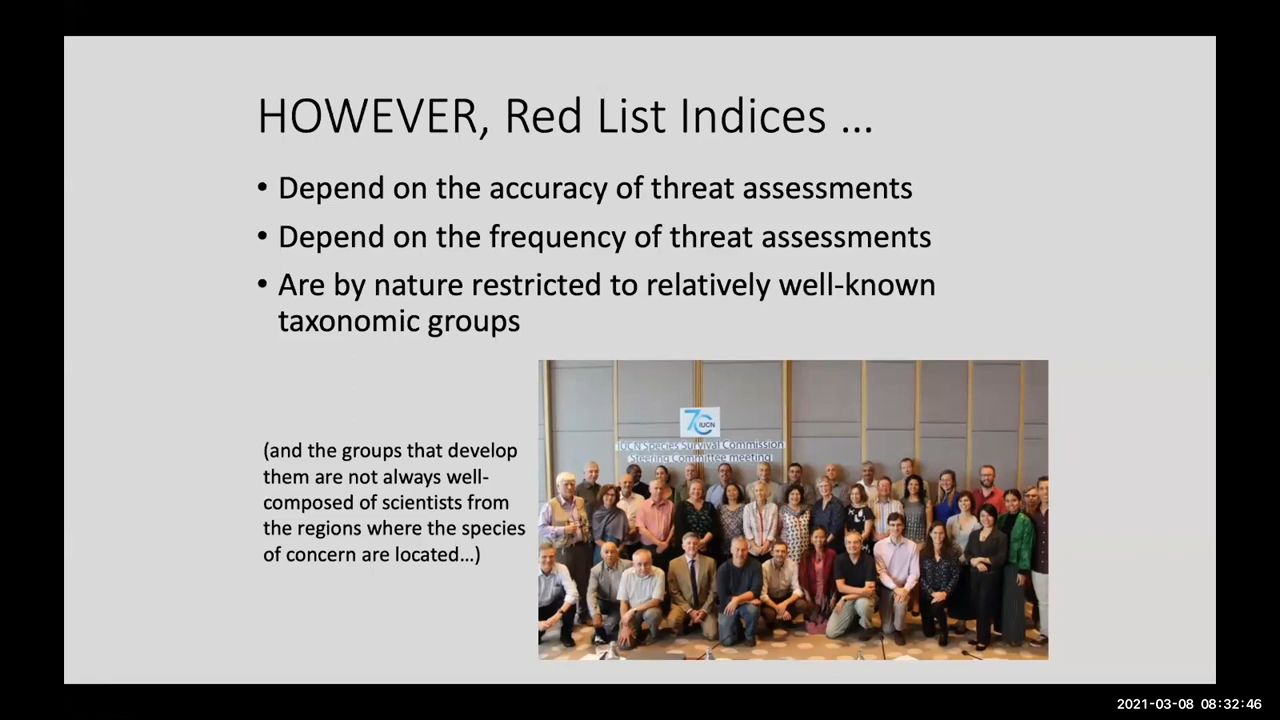 HOWEVER, Red List Indices ...
• Depend on the accuracy of threat assessments
• Depend on the frequency of threat assessments
• Are by nature restricted to relatively well-known
taxonomic groups
(and the groups that develop
them are not always well-
composed of scientists from
the regions where the species
of concern are located...)
70 IUCN
IUCN Species Survival Commission
Steering Committee meeting
2021-03-08 08:32:46